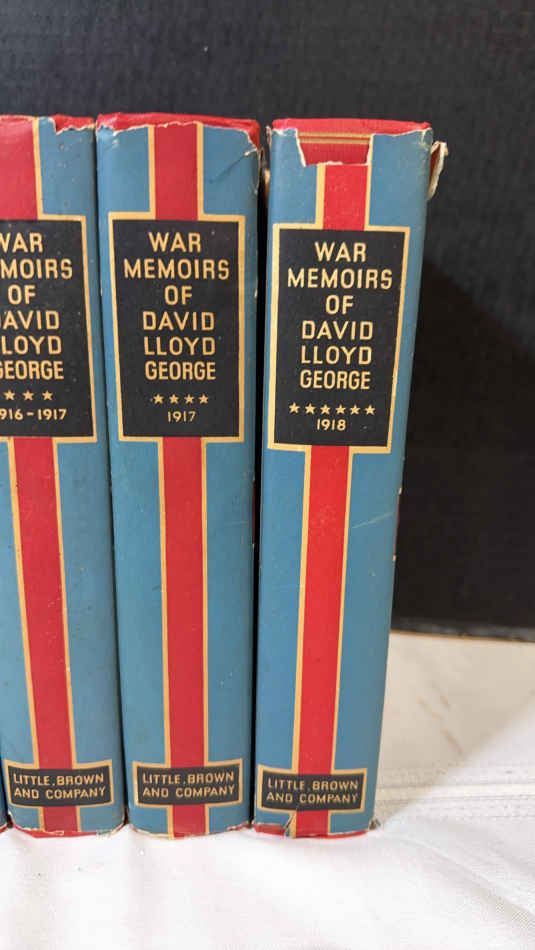 WAR
MOIRS
OF
DAVID
LLOYD
GEORGE
★ ★ ★
1916-1917
LITTLE, BROWN
AND COMPANY
WAR
MEMOIRS
OF
DAVID
LLOYD
GEORGE
★★★★
1917
LITTLE, BROWN
AND COMPANY
WAR
MEMOIRS
OF
DAVID
LLOYD
GEORGE
★★★★★★
1918
LITTLE, BROWN
AND COMPANY